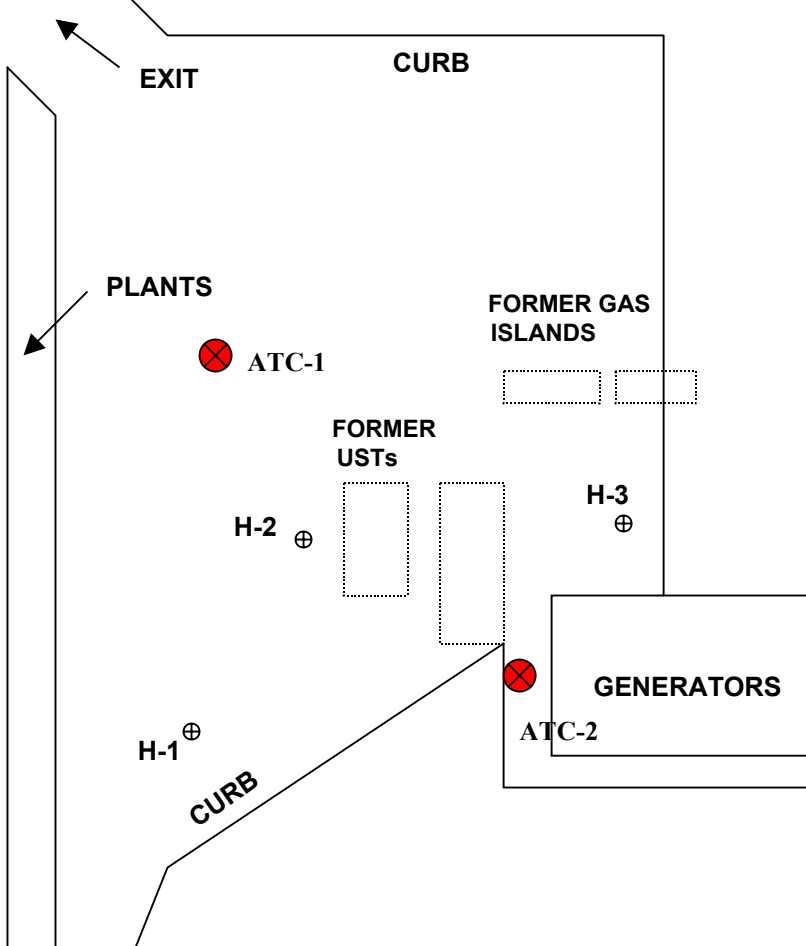 CURB
EXIT
PLANTS
FORMER GAS
ISLANDS
ATC-1
FORMER
USTs
H-3
H-2
GENERATORS
ATC-2
H-1
CURB